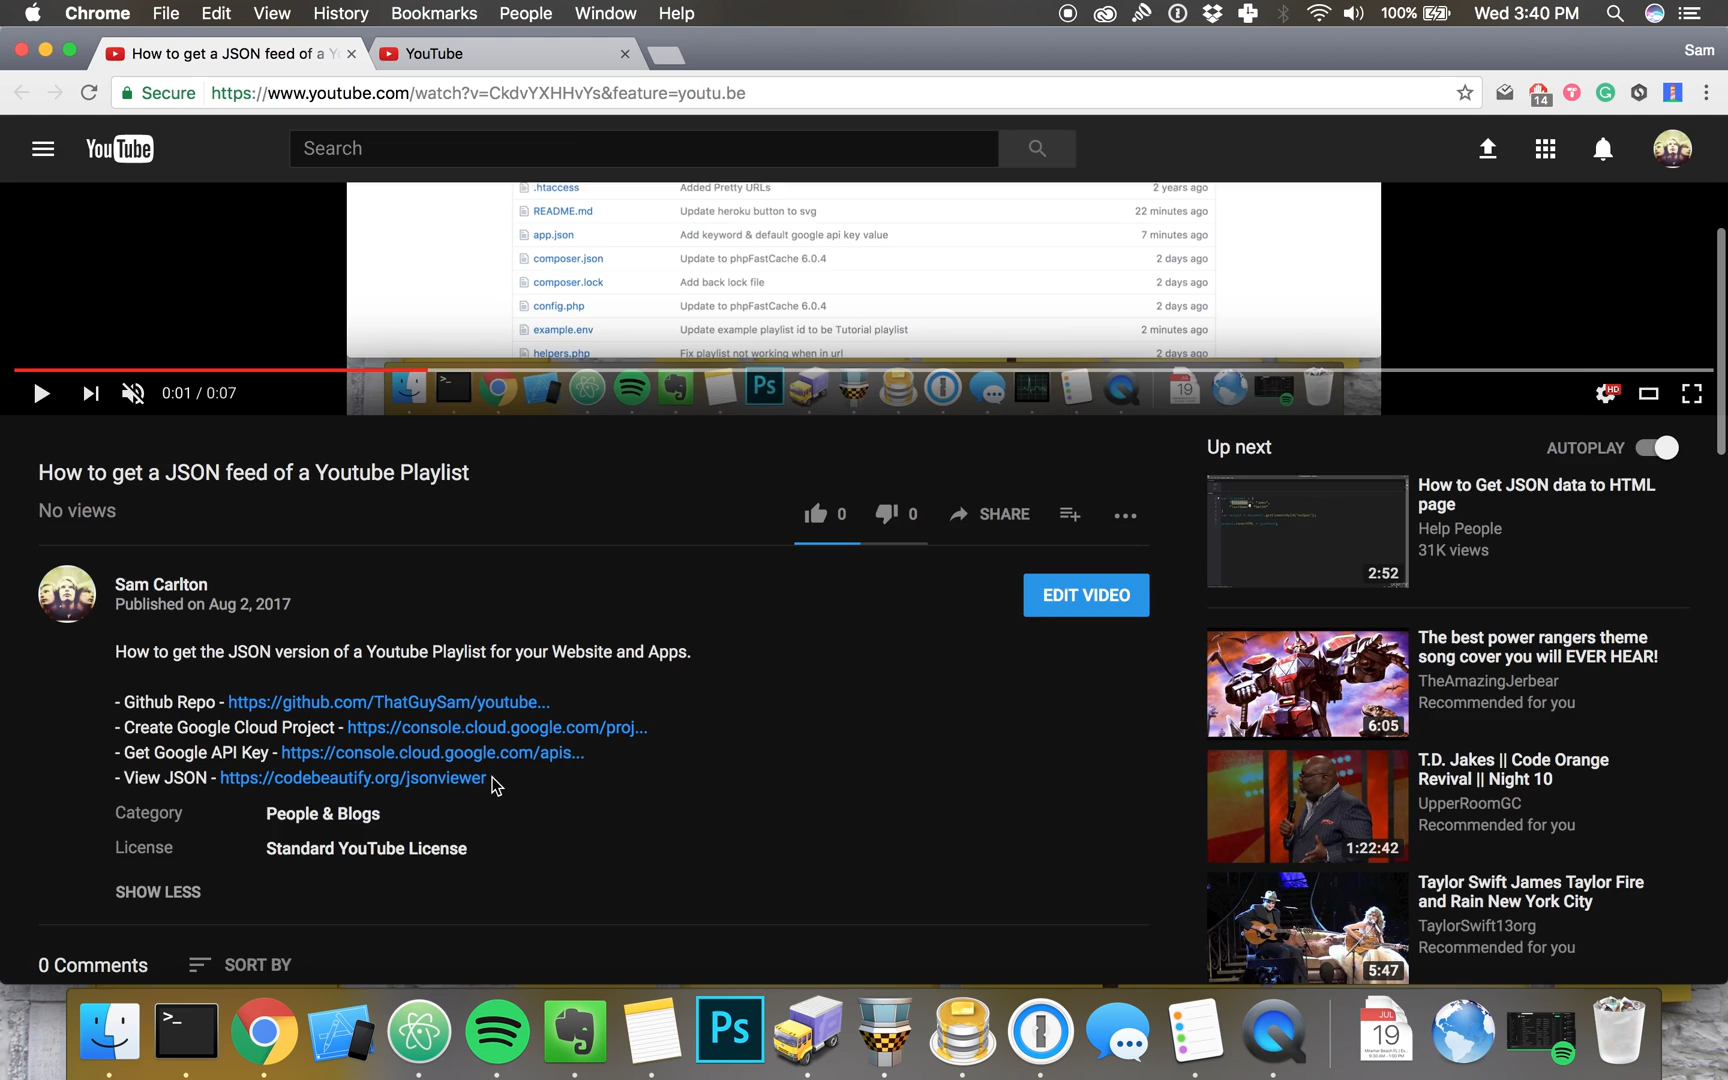 Chrome File Edit View History Bookmarks People Window Help 100% Wed 3:40 PM
How to get a JSON feed of a Y YouTube Sam
Secure https://www.youtube.com/watch?v=CkdvYXHHvYs&feature=youtu.be 14
YouTube Search
.htaccess Added Pretty URLs 2 years ago
README.md Update heroku button to svg 22 minutes ago
app.json Add keyword & default google api key value 7 minutes ago
composer.json Update to phpFastCache 6.0.4 2 days ago
composer.lock Add back lock file 2 days ago
config.php Update to phpFastCache 6.0.4 2 days ago
example.env Update example playlist id to be Tutorial playlist 2 minutes ago
helpers.php Fix playlist not working when in url 2 days ago
0:01 / 0:07 Ps 19 HD
How to get a JSON feed of a Youtube Playlist
No views
0 0 SHARE
Sam Carlton
Published on Aug 2, 2017
EDIT VIDEO
How to get the JSON version of a Youtube Playlist for your Website and Apps.
- Github Repo - https://github.com/ThatGuySam/youtube...
- Create Google Cloud Project - https://console.cloud.google.com/proj...
- Get Google API Key - https://console.cloud.google.com/apis...
- View JSON - https://codebeautify.org/jsonviewer
Category People & Blogs
License Standard YouTube License
SHOW LESS
0 Comments SORT BY
Up next AUTOPLAY
How to Get JSON data to HTML
page
Help People
31K views
2:52
The best power rangers theme
song cover you will EVER HEAR!
TheAmazingJerbear
Recommended for you
6:05
T.D. Jakes || Code Orange
Revival || Night 10
UpperRoomGC
Recommended for you
1:22:42
Taylor Swift James Taylor Fire
and Rain New York City
TaylorSwift13org
Recommended for you
5:47
>_ Ps JUL
19